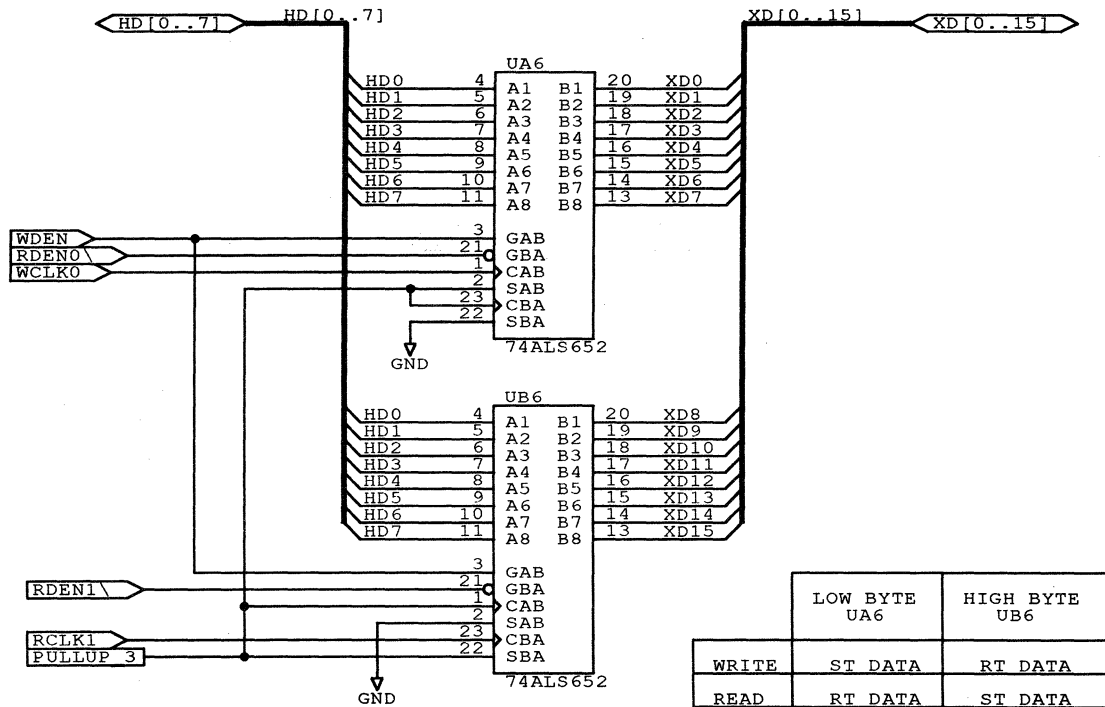 HD[0..7] HD[0..7] XD[0..15] XD[0..15]
UA6
HD0 4 A1 B1 20 XD0
HD1 5 A2 B2 19 XD1
HD2 6 A3 B3 18 XD2
HD3 7 A4 B4 17 XD3
HD4 8 A5 B5 16 XD4
HD5 9 A6 B6 15 XD5
HD6 10 A7 B7 14 XD6
HD7 11 A8 B8 13 XD7
WDEN 3 GAB
RDEN0\ 21 GBA
WCLK0 1 CAB
2 SAB
23 CBA
22 SBA
GND 74ALS652
UB6
HD0 4 A1 B1 20 XD8
HD1 5 A2 B2 19 XD9
HD2 6 A3 B3 18 XD10
HD3 7 A4 B4 17 XD11
HD4 8 A5 B5 16 XD12
HD5 9 A6 B6 15 XD13
HD6 10 A7 B7 14 XD14
HD7 11 A8 B8 13 XD15
3 GAB
RDEN1\ 21 GBA
1 CAB
2 SAB
RCLK1 23 CBA
PULLUP 3 22 SBA
GND 74ALS652
LOW BYTE HIGH BYTE
UA6 UB6
WRITE ST DATA RT DATA
READ RT DATA ST DATA